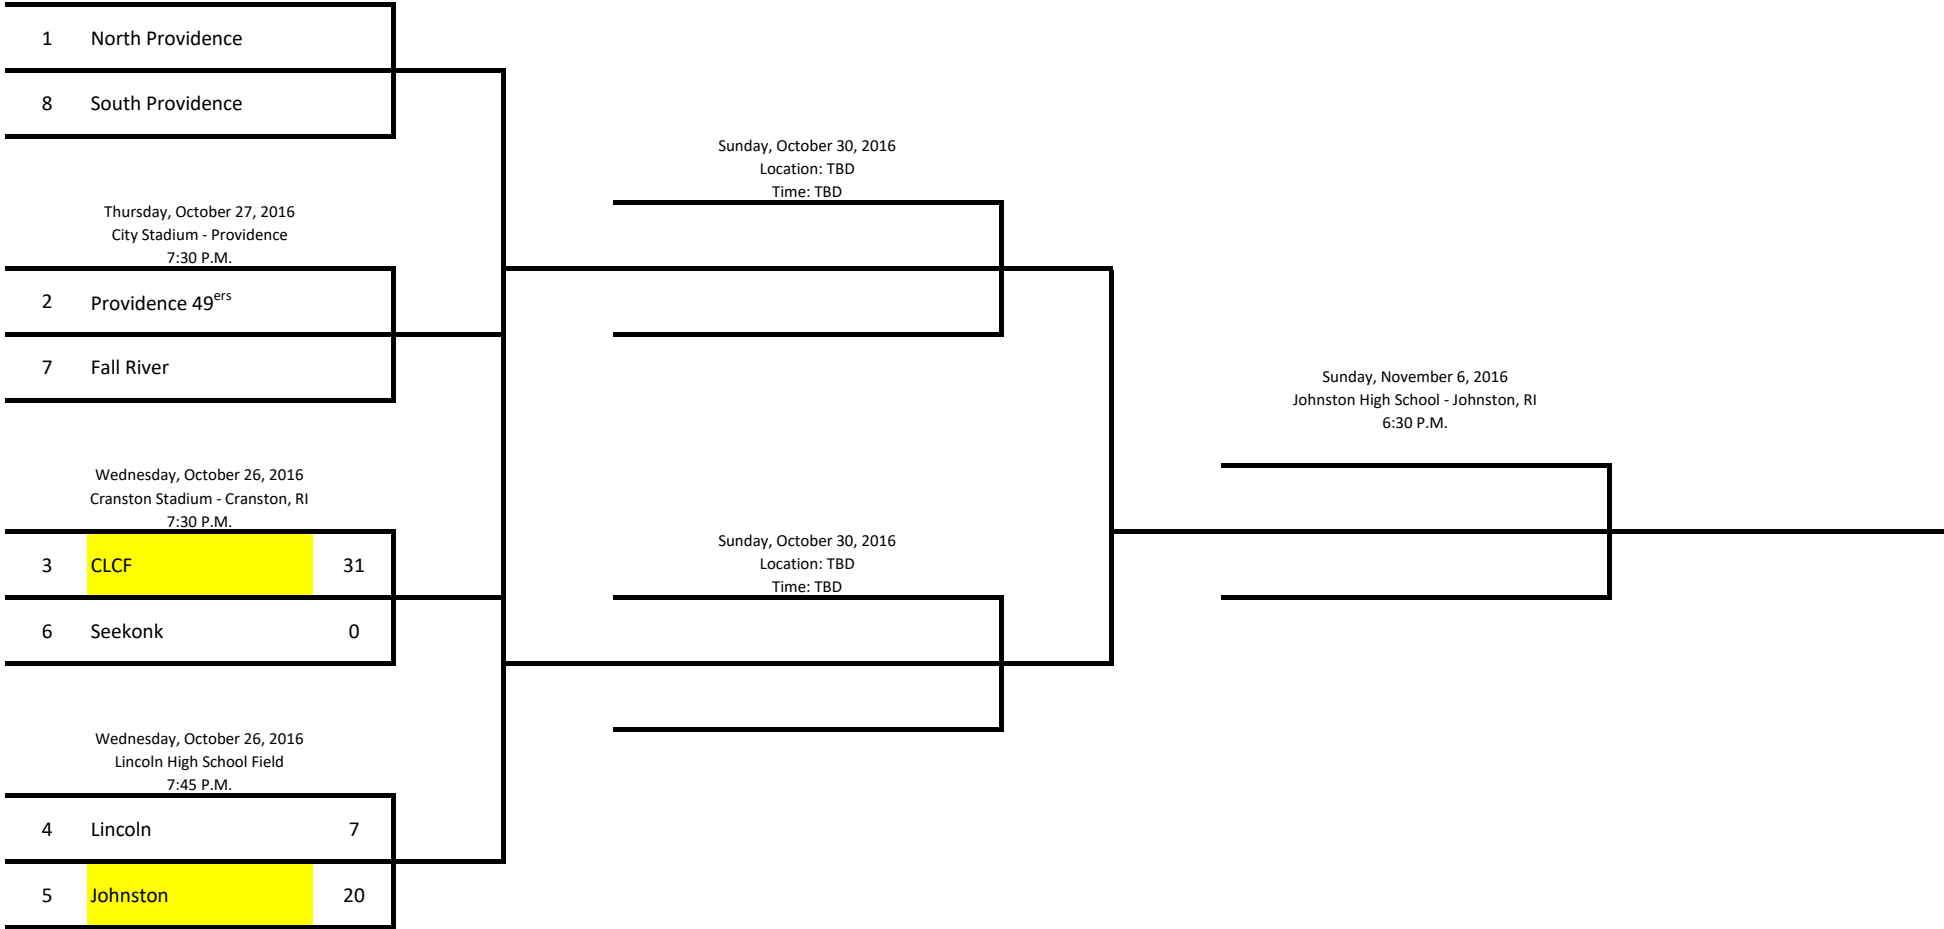 1 North Providence
8 South Providence
Thursday, October 27, 2016
City Stadium - Providence
7:30 P.M.
2 Providence 49ers
7 Fall River
Wednesday, October 26, 2016
Cranston Stadium - Cranston, RI
7:30 P.M.
3 CLCF 31
6 Seekonk 0
Wednesday, October 26, 2016
Lincoln High School Field
7:45 P.M.
4 Lincoln 7
5 Johnston 20
Sunday, October 30, 2016
Location: TBD
Time: TBD
Sunday, October 30, 2016
Location: TBD
Time: TBD
Sunday, November 6, 2016
Johnston High School - Johnston, RI
6:30 P.M.